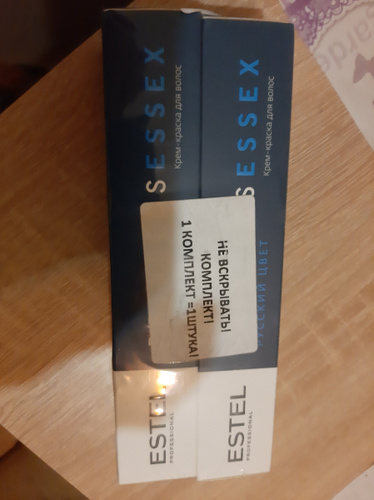 ESTEL
PROFESSIONAL
S ESSEX
Крем-краска для волос
НЕ ВСКРЫВАТЬ!
КОМПЛЕКТ!
1 КОМПЛЕКТ =1ШТУКА!
ESTEL
PROFESSIONAL
S ESSEX
РУССКИЙ ЦВЕТ
Крем-краска для волос